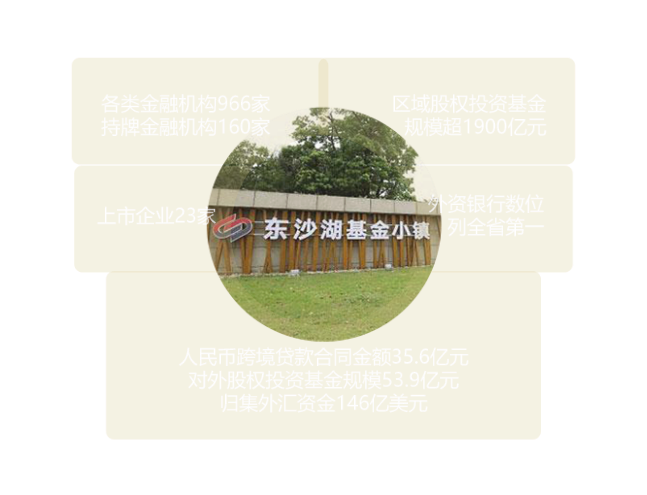 各类金融机构966家
持牌金融机构160家
区域股权投资基金
规模超1900亿元
上市企业23家
外资银行数位
列全省第一
东沙湖基金小镇
人民币跨境贷款合同金额35.6亿元
对外股权投资基金规模53.9亿元
归集外汇资金146亿美元